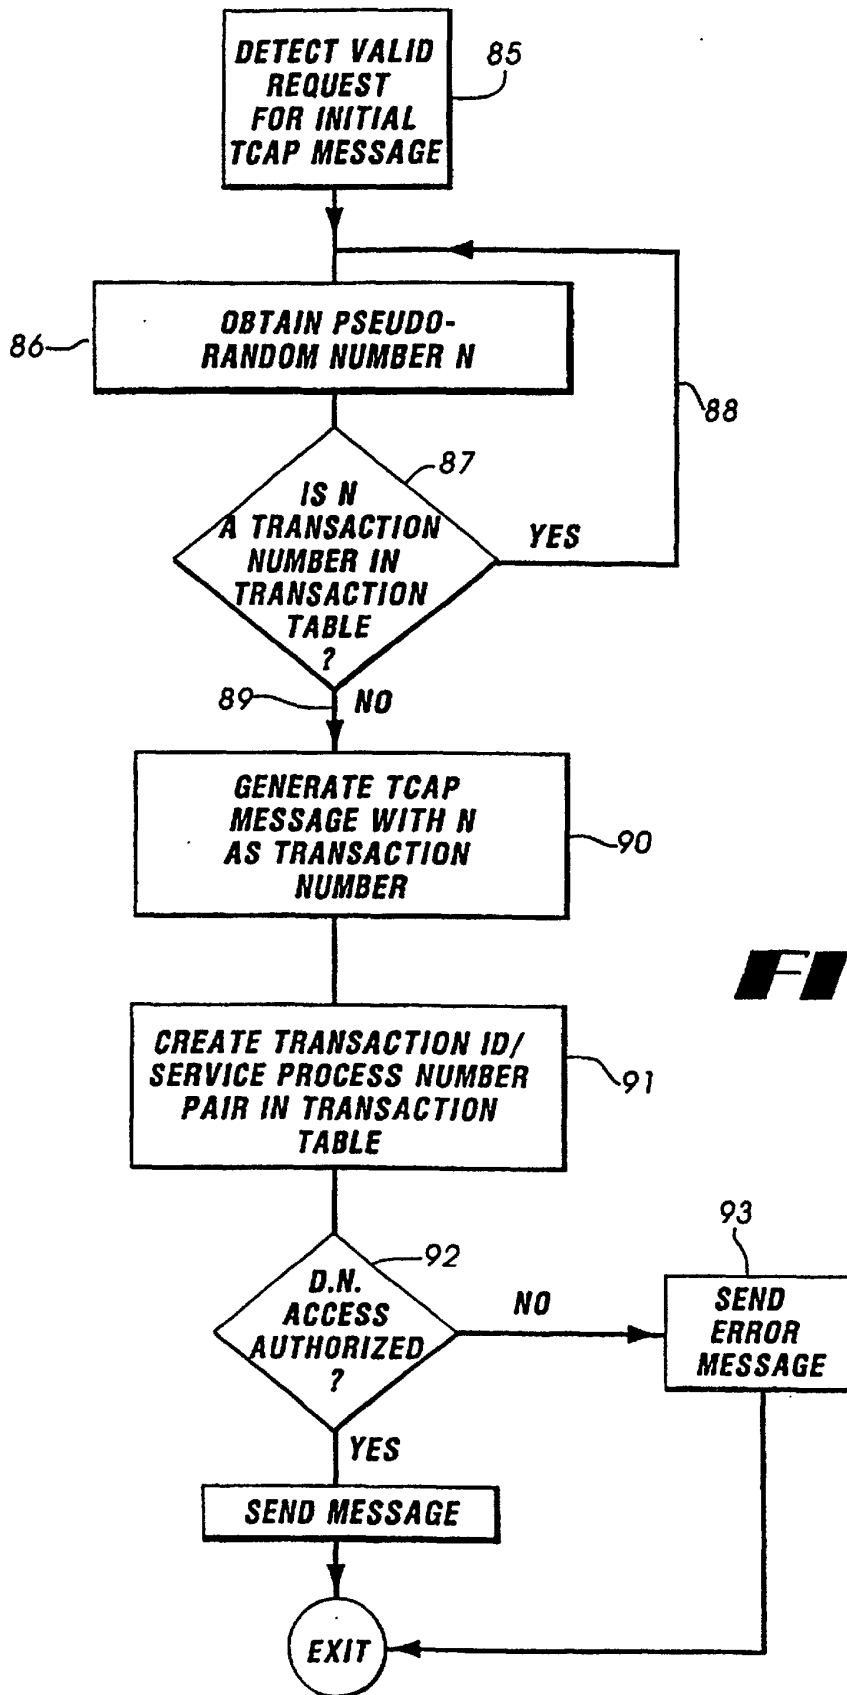 DETECT VALID
REQUEST
FOR INITIAL
TCAP MESSAGE
85
OBTAIN PSEUDO-
RANDOM NUMBER N
86
88
87
IS N
A TRANSACTION
NUMBER IN
TRANSACTION
TABLE
?
YES
89
NO
GENERATE TCAP
MESSAGE WITH N
AS TRANSACTION
NUMBER
90
FI
CREATE TRANSACTION ID/
SERVICE PROCESS NUMBER
PAIR IN TRANSACTION
TABLE
91
92
D.N.
ACCESS
AUTHORIZED
?
NO
93
SEND
ERROR
MESSAGE
YES
SEND MESSAGE
EXIT